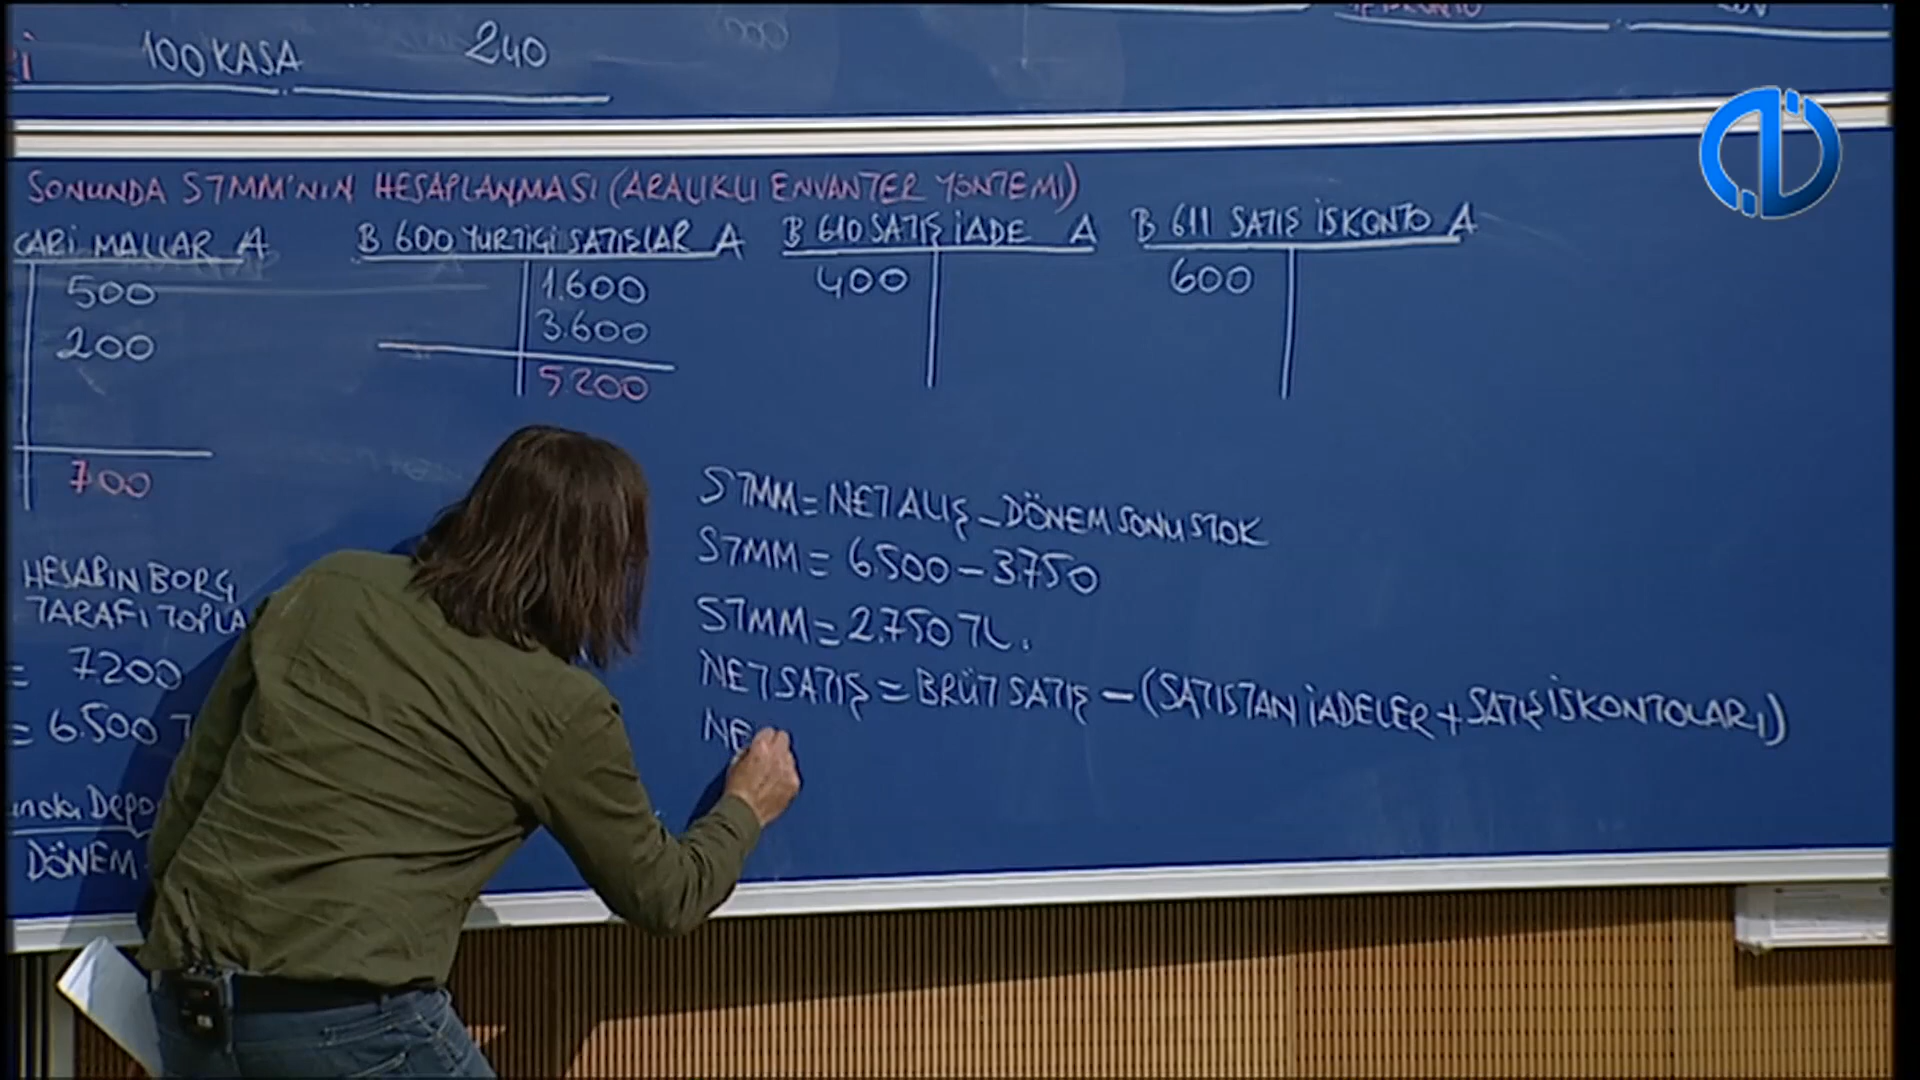 100 KASA 240
SONUNDA STMM'NIN HESAPLANMASI (ARALIKLI ENVANTER YÖNTEMİ)
CARİ MALLAR A
500
200
700
B 600 YURTİÇİ SATIŞLAR A
1.600
3.600
5.200
B 610 SATIŞ İADE A
400
B 611 SATIŞ İSKONTO A
600
HESABIN BORÇ
TARAFI TOPLA
= 7200
= 6.500 T
DÖNEM
STMM = NET ALIŞ - DÖNEM SONU STOK
STMM = 6.500 - 3.750
STMM = 2.750 TL.
NET SATIŞ = BRÜT SATIŞ - (SATIŞTAN İADELER + SATIŞ İSKONTOLARI)
NE